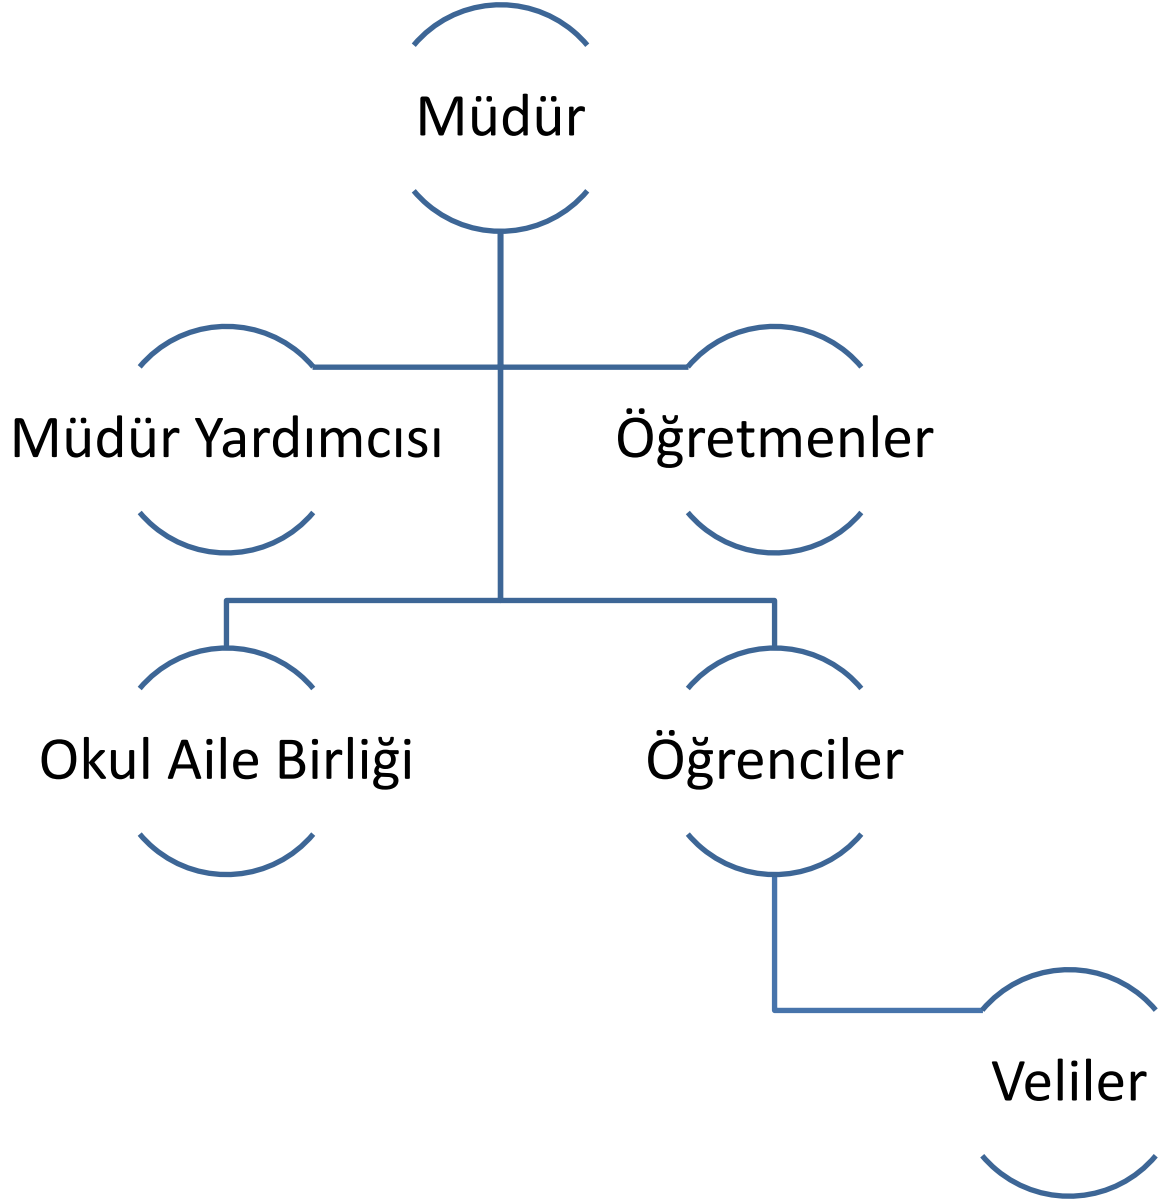 Müdür
Müdür Yardımcısı
Öğretmenler
Okul Aile Birliği
Öğrenciler
Veliler